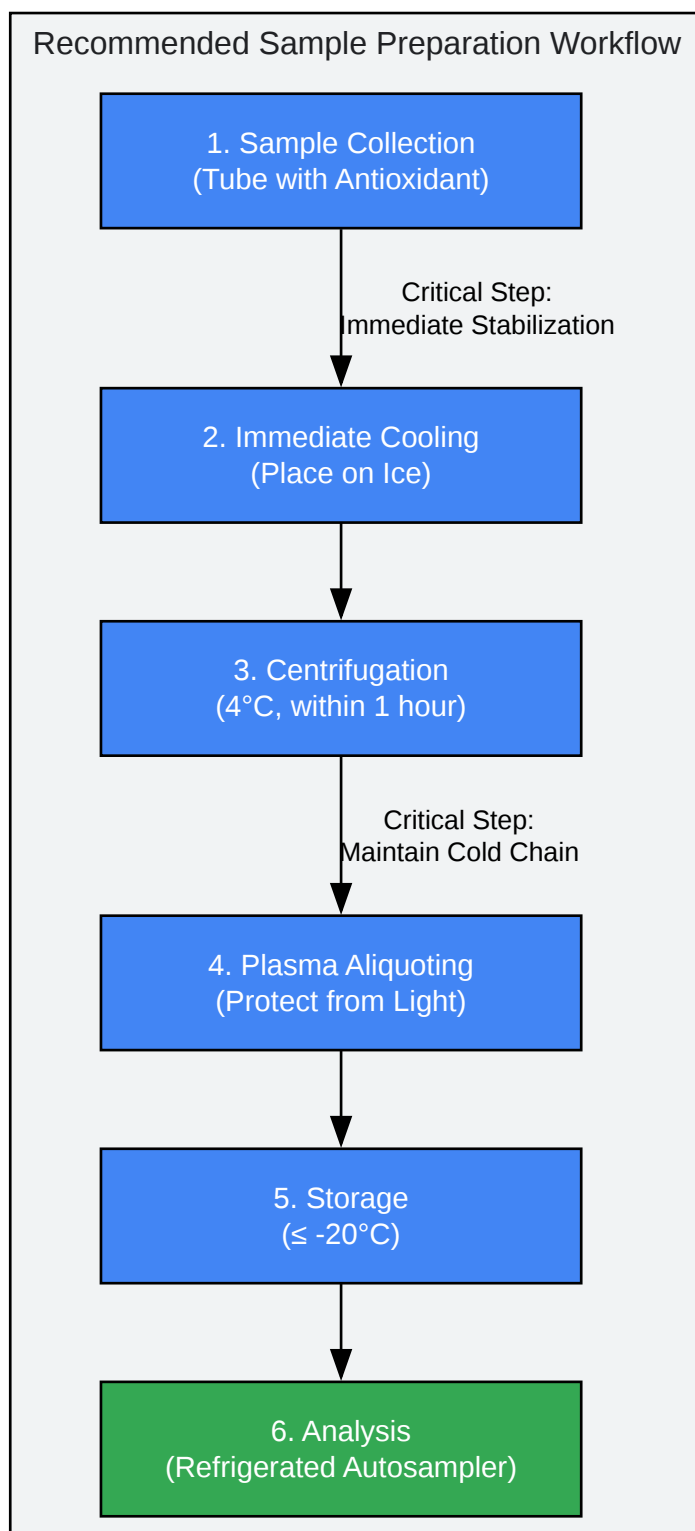 Recommended Sample Preparation Workflow
1. Sample Collection
(Tube with Antioxidant)
Critical Step:
Immediate Stabilization
2. Immediate Cooling
(Place on Ice)
3. Centrifugation
(4°C, within 1 hour)
Critical Step:
Maintain Cold Chain
4. Plasma Aliquoting
(Protect from Light)
5. Storage
(≤ -20°C)
6. Analysis
(Refrigerated Autosampler)